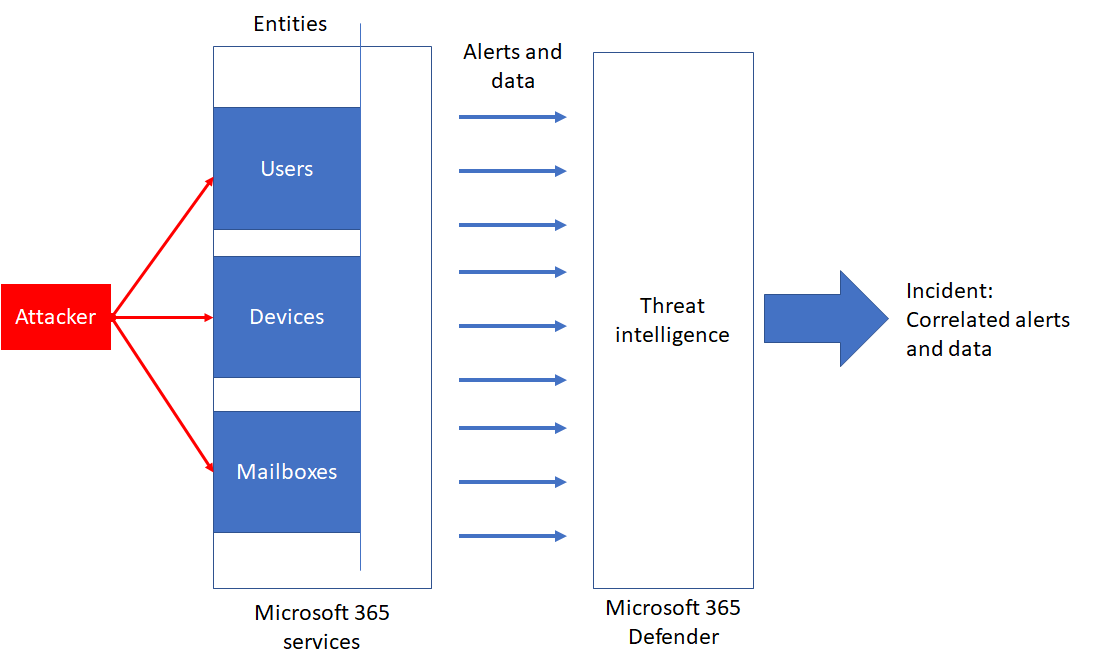 Entities
Alerts and
data
Users
Attacker
Devices
Mailboxes
Threat
intelligence
Incident:
Correlated alerts
and data
Microsoft 365
services
Microsoft 365
Defender